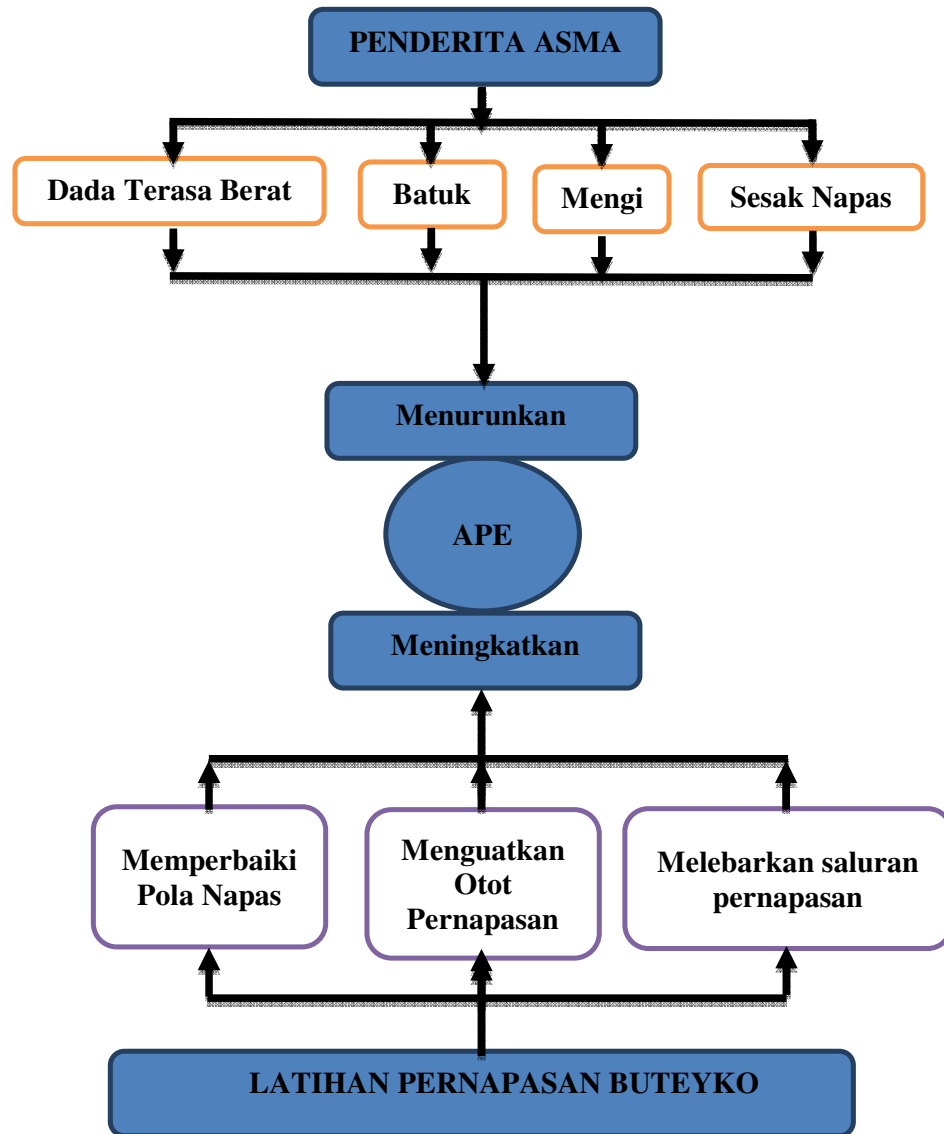 PENDERITA ASMA
Dada Terasa Berat
Batuk
Mengi
Sesak Napas
Menurunkan
APE
Meningkatkan
Memperbaiki
Pola Napas
Menguatkan
Otot
Pernapasan
Melebarkan saluran
pernapasan
LATIHAN PERNAPASAN BUTEYKO